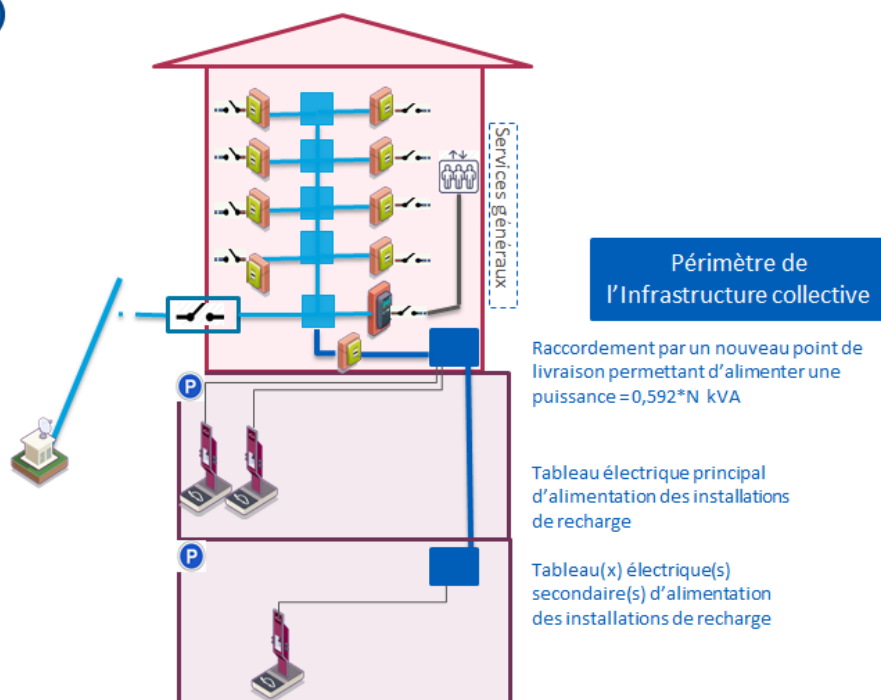 Services généraux
Périmètre de
l'Infrastructure collective
Raccordement par un nouveau point de
livraison permettant d'alimenter une
puissance = 0,592*N kVA
P
Tableau électrique principal
d'alimentation des installations
de recharge
P
Tableau(x) électrique(s)
secondaire(s) d'alimentation
des installations de recharge